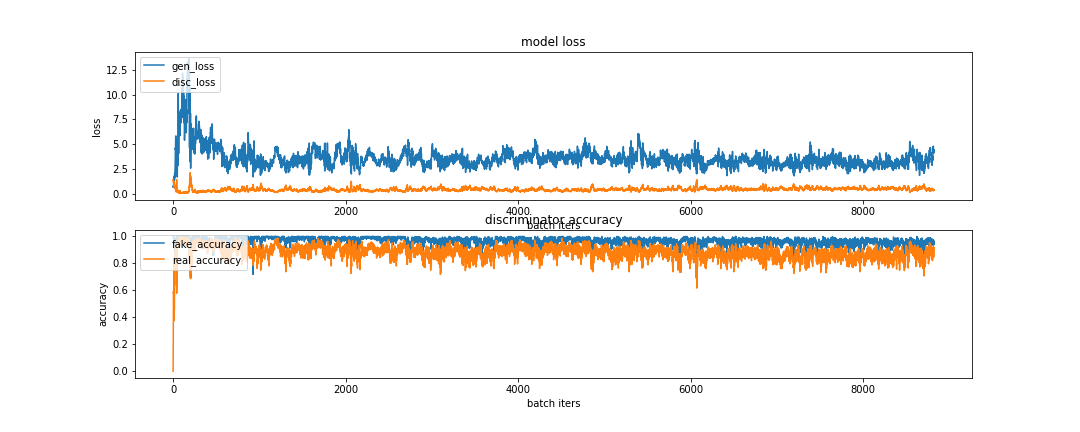 model loss
gen_loss
disc_loss
loss
12.5
10.0
7.5
5.0
2.5
0.0
0
2000
4000
6000
8000
batch iters
discriminator accuracy
fake_accuracy
real_accuracy
accuracy
1.0
0.8
0.6
0.4
0.2
0.0
0
2000
4000
6000
8000
batch iters